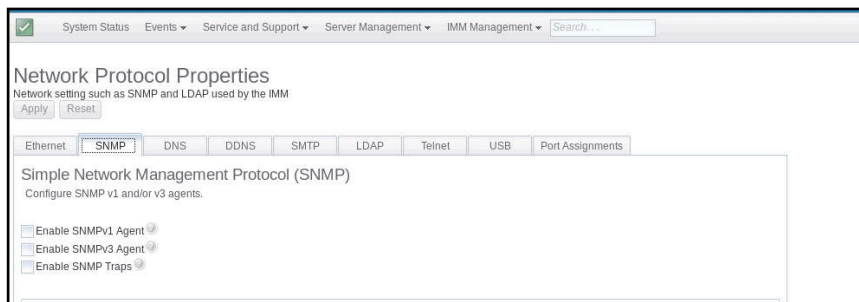 System Status Events Service and Support Server Management IMM Management Search...
Network Protocol Properties
Network setting such as SNMP and LDAP used by the IMM
Apply Reset
Ethernet SNMP DNS DDNS SMTP LDAP Telnet USB Port Assignments
Simple Network Management Protocol (SNMP)
Configure SNMP v1 and/or v3 agents.
Enable SNMPv1 Agent
Enable SNMPv3 Agent
Enable SNMP Traps